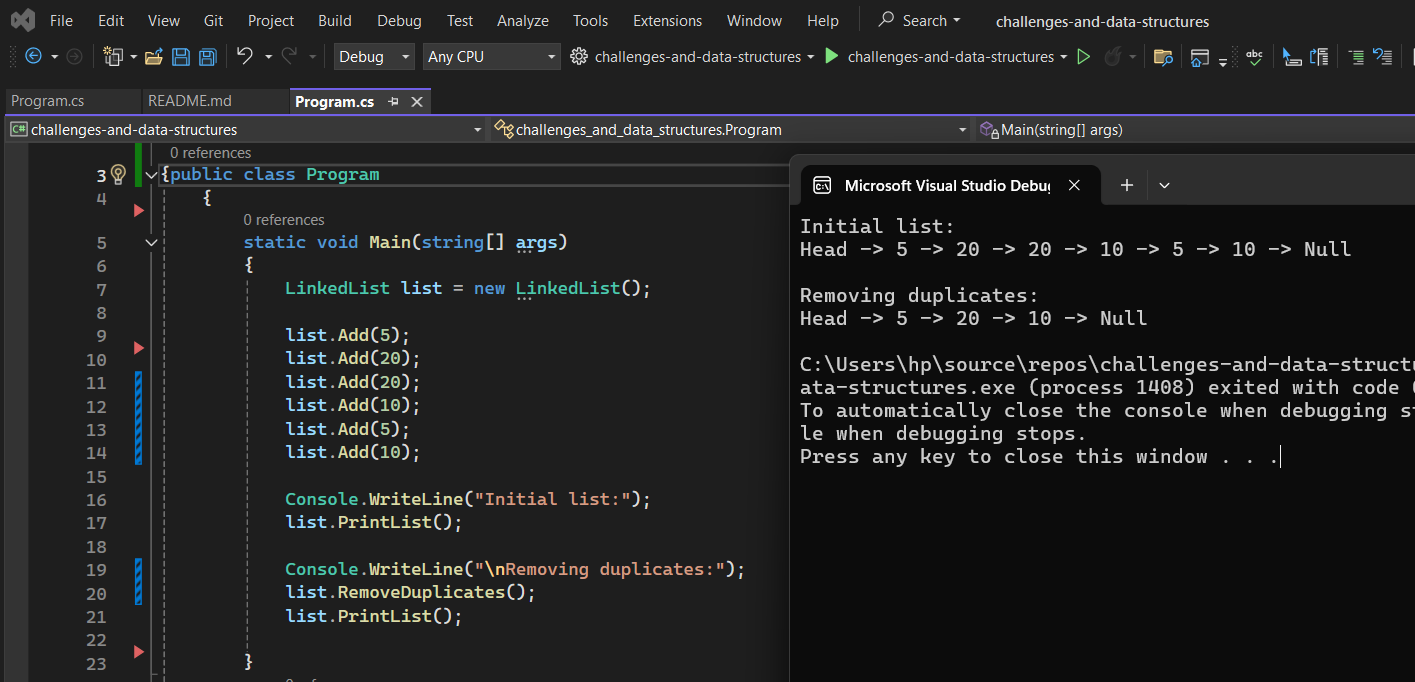 File Edit View Git Project Build Debug Test Analyze Tools Extensions Window Help Search challenges-and-data-structures
Debug Any CPU challenges-and-data-structures challenges-and-data-structures abc
Program.cs README.md Program.cs
C# challenges-and-data-structures challenges_and_data_structures.Program Main(string[] args)
0 references
3 {public class Program
4 {
0 references
5 static void Main(string[] args)
6 {
7 LinkedList list = new LinkedList();
8
9 list.Add(5);
10 list.Add(20);
11 list.Add(20);
12 list.Add(10);
13 list.Add(5);
14 list.Add(10);
15
16 Console.WriteLine("Initial list:");
17 list.PrintList();
18
19 Console.WriteLine("\nRemoving duplicates:");
20 list.RemoveDuplicates();
21 list.PrintList();
22
23 }
Microsoft Visual Studio Debug
Initial list:
Head -> 5 -> 20 -> 20 -> 10 -> 5 -> 10 -> Null
Removing duplicates:
Head -> 5 -> 20 -> 10 -> Null
C:\Users\hp\source\repos\challenges-and-data-struct
ata-structures.exe (process 1408) exited with code
To automatically close the console when debugging st
le when debugging stops.
Press any key to close this window . . .